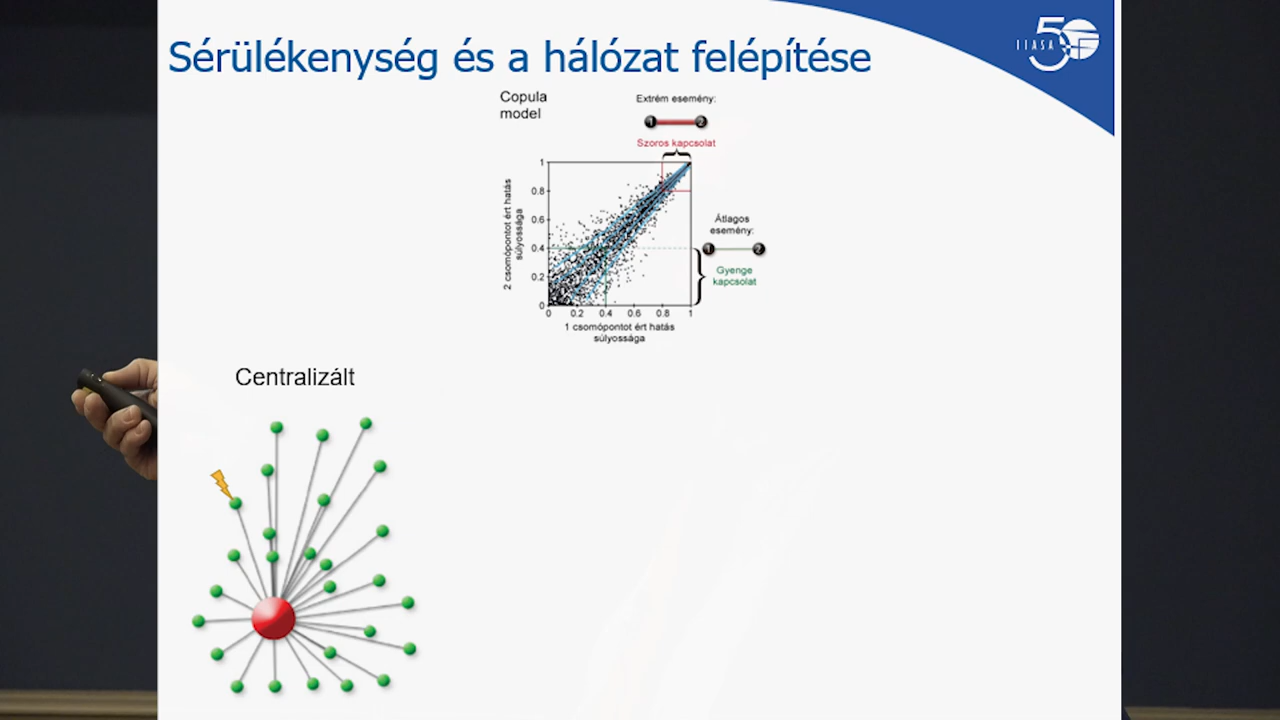 Sérülékenység és a hálózat felépítése
IIASA
50
Copula
model
Extrém esemény:
1
2
Szoros kapcsolat
1
0.8
0.6
0.4
0.2
0
2 csomópontot ért hatás
súlyossága
0
0.2
0.4
0.6
0.8
1
1 csomópontot ért hatás
súlyossága
Átlagos
esemény:
1
2
Gyenge
kapcsolat
Centralizált